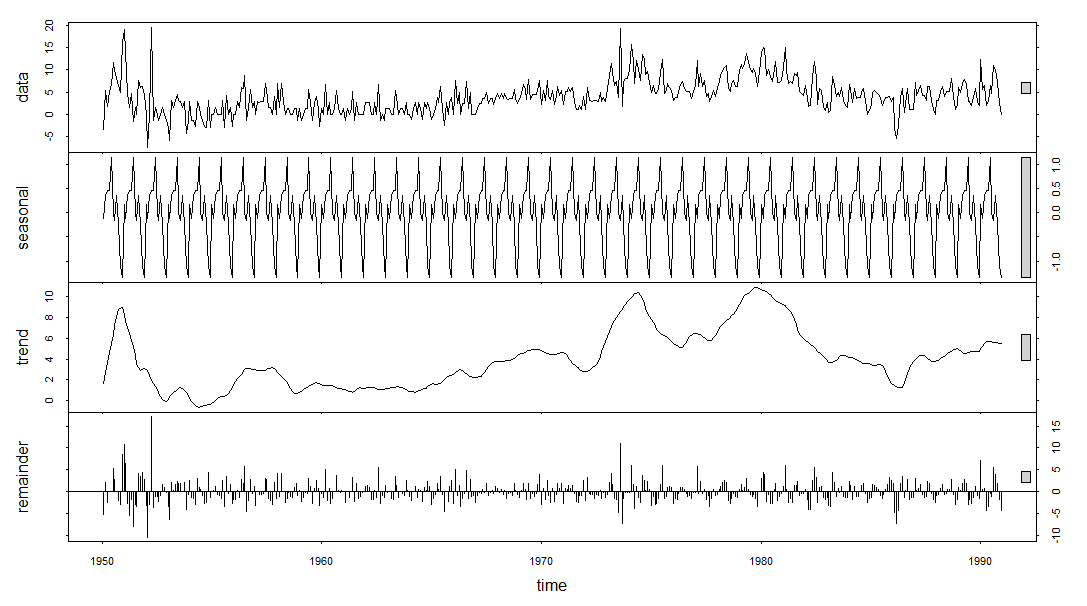 data
-5 0 5 10 15 20
seasonal
-1.0 0.0 0.5 1.0
trend
0 2 4 6 8 10
remainder
-10 -5 0 5 10 15
1950 1960 1970 1980 1990
time